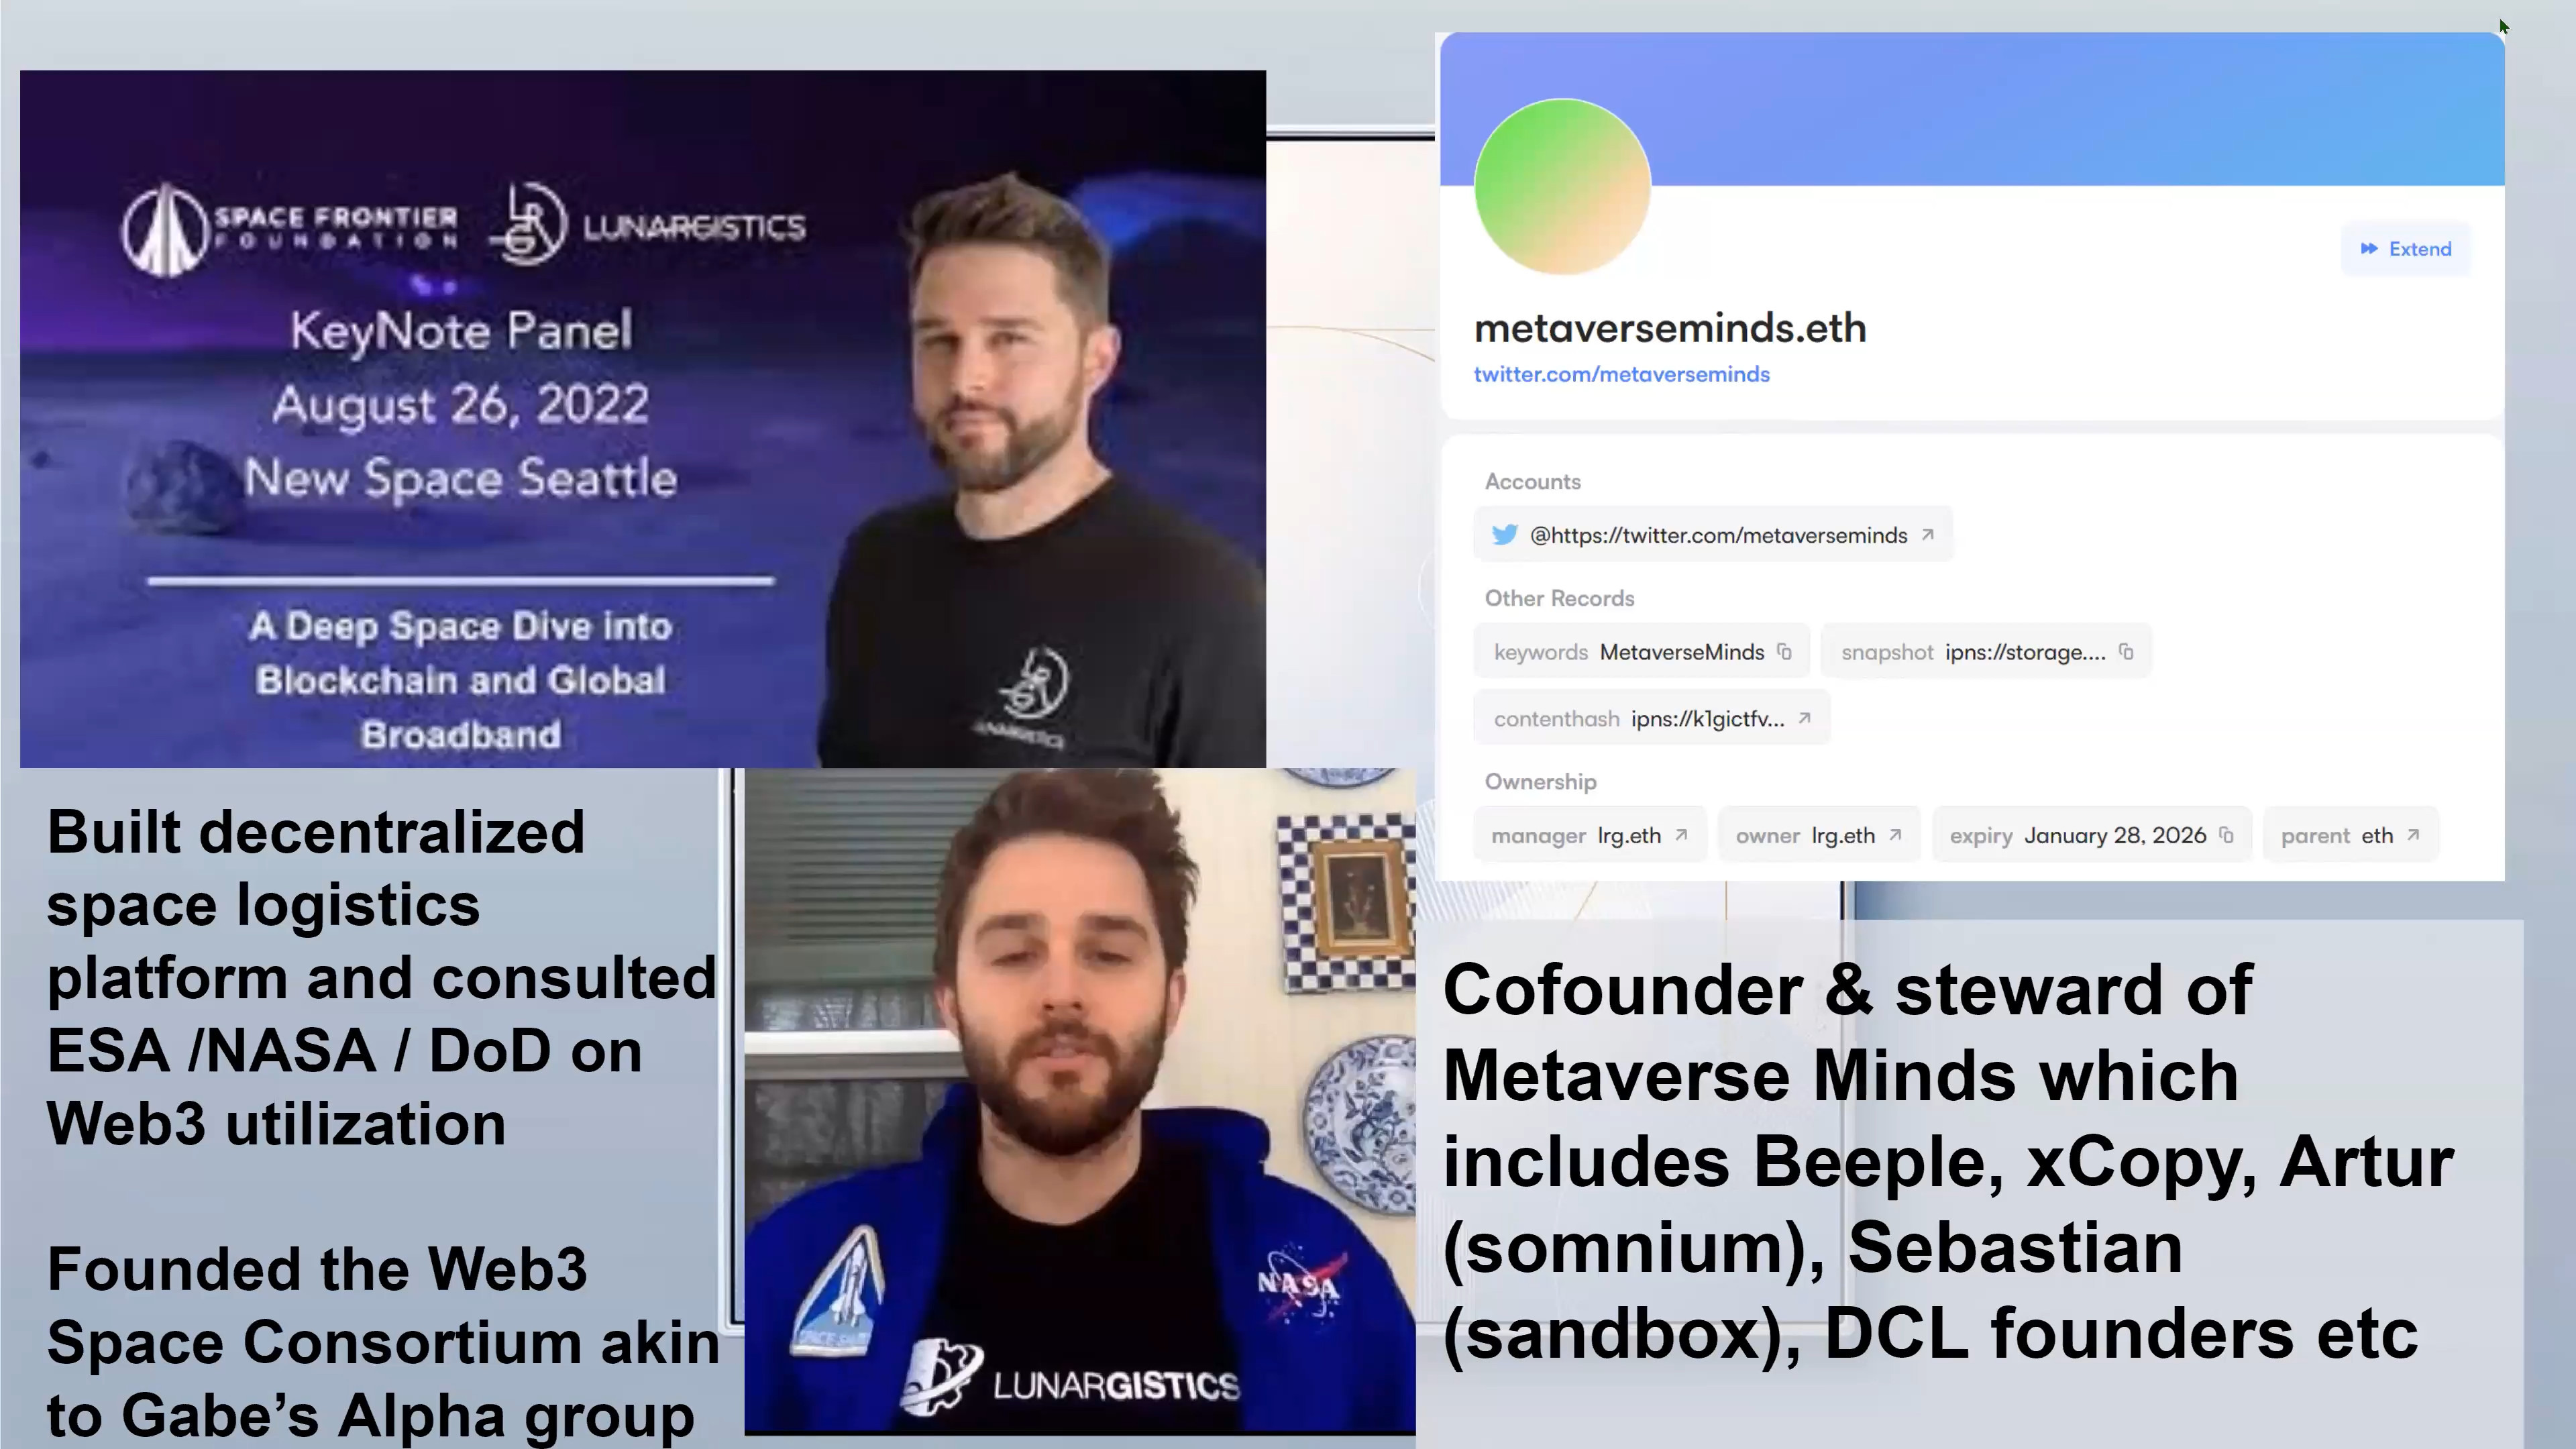 SPACE FRONTIER
FOUNDATION
LUNARGISTICS
KeyNote Panel
August 26, 2022
New Space Seattle
A Deep Space Dive into
Blockchain and Global
Broadband
LUNARGISTICS
Built decentralized
space logistics
platform and consulted
ESA /NASA / DoD on
Web3 utilization
Founded the Web3
Space Consortium akin
to Gabe’s Alpha group
NASA
LUNARGISTICS
Extend
metaverseminds.eth
twitter.com/metaverseminds
Accounts
@https://twitter.com/metaverseminds
Other Records
keywords MetaverseMinds snapshot ipns://storage....
contenthash ipns://k1gictfv...
Ownership
manager lrg.eth owner lrg.eth expiry January 28, 2026 parent eth
Cofounder & steward of
Metaverse Minds which
includes Beeple, xCopy, Artur
(somnium), Sebastian
(sandbox), DCL founders etc